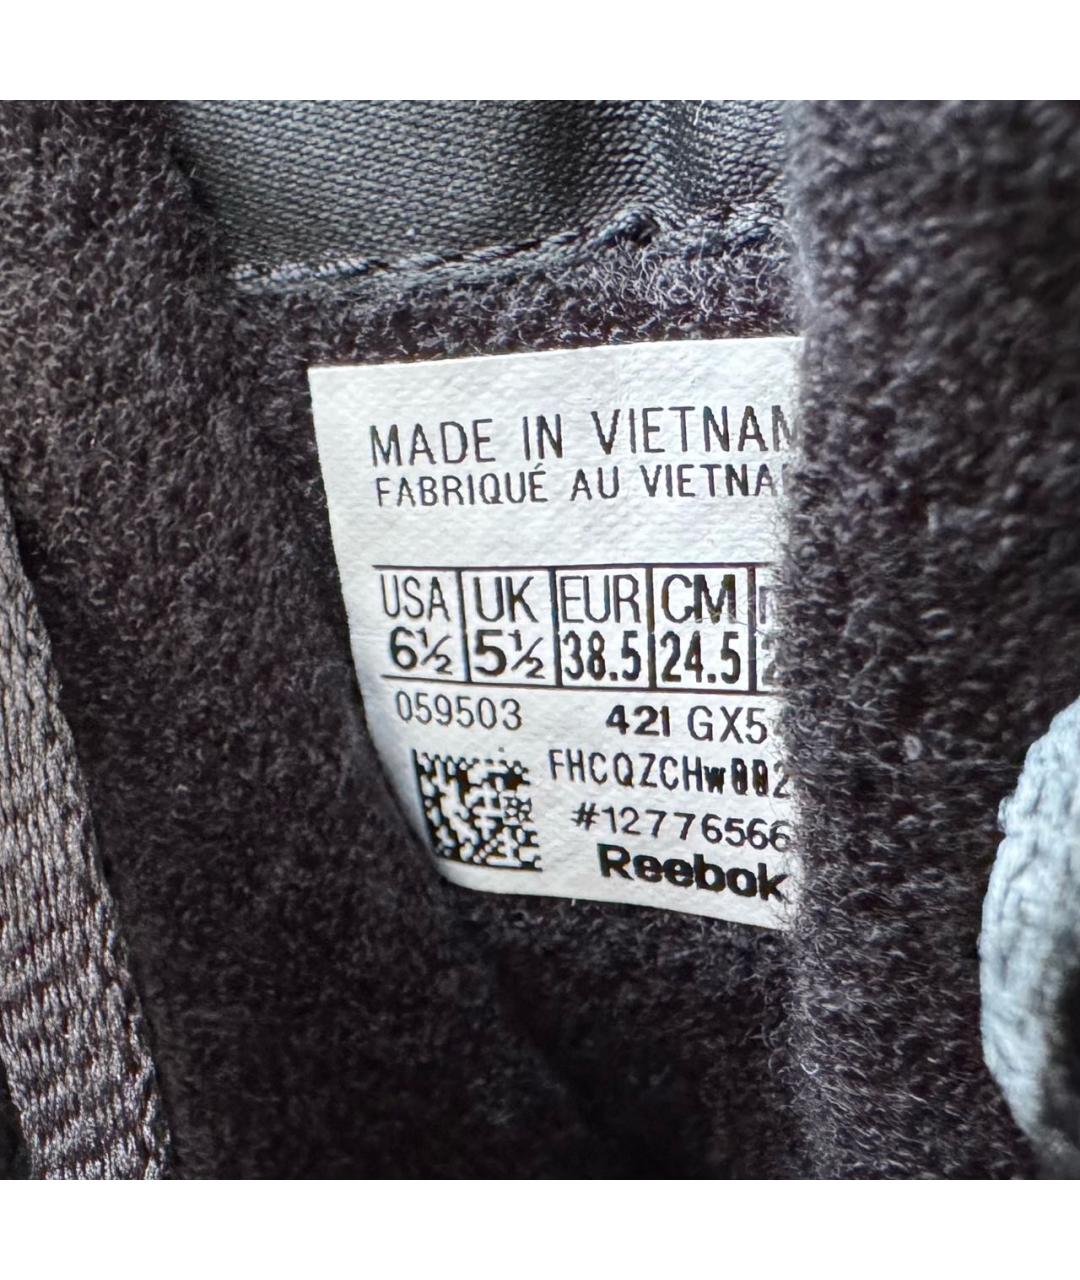 MADE IN VIETNAM
FABRIQUÉ AU VIETNA
USA UK EUR CM
6½ 5½ 38.5 24.5
059503 421 GX5
FHCQZCHw002
#12776566
Reebok